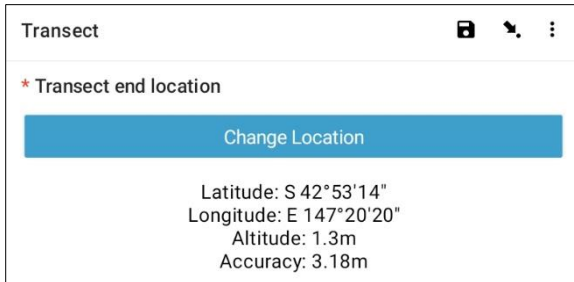 Transect
* Transect end location
Change Location
Latitude: S 42°53'14"
Longitude: E 147°20'20"
Altitude: 1.3m
Accuracy: 3.18m